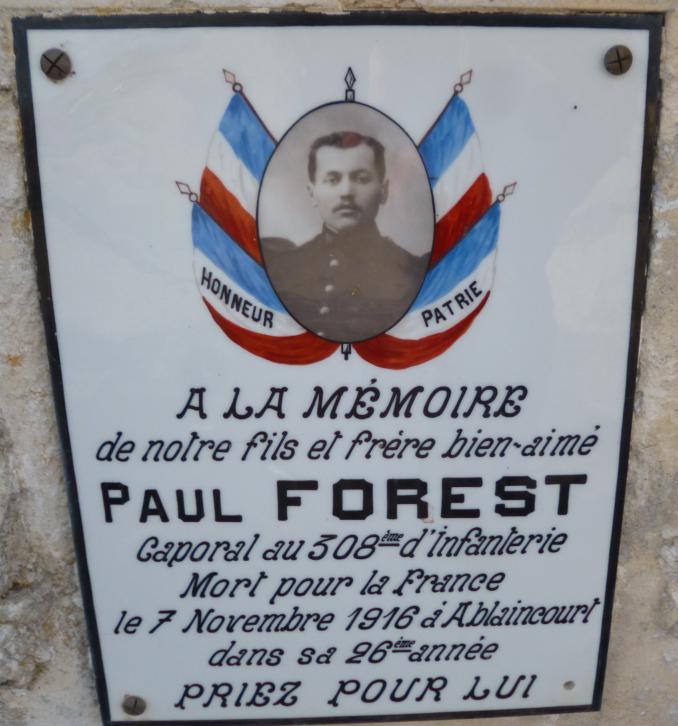 HONNEUR
PATRIE
A LA MÉMOIRE
de notre fils et frére bien-aimé
PAUL FOREST
Caporal au 308ème d'Infanterie
Mort pour la France
le 7 Novembre 1916 á Ablaincourt
dans sa 26ème année
PRIEZ POUR LUI